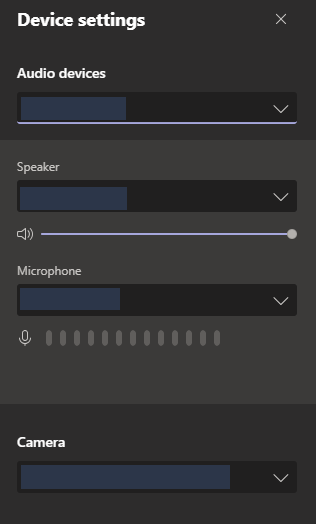 Device settings
Audio devices
Speaker
Microphone
Camera